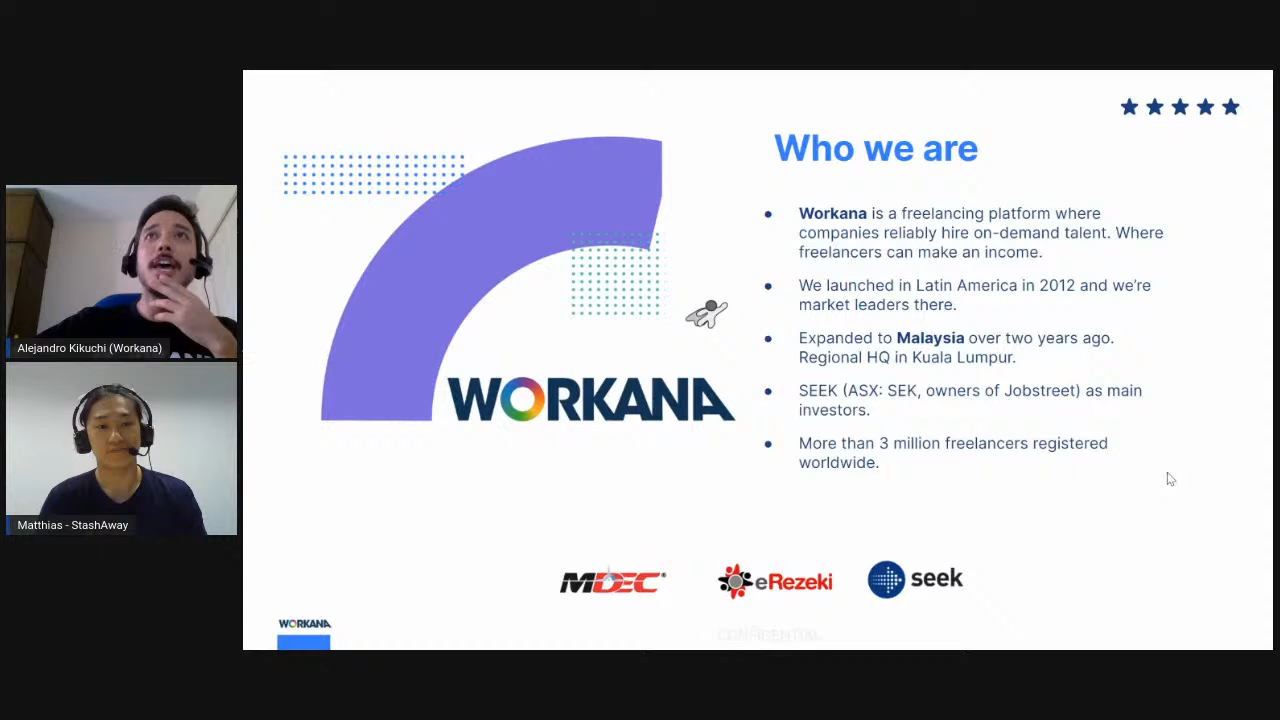 Alejandro Kikuchi (Workana)
Matthias - StashAway
Who we are
Workana is a freelancing platform where
companies reliably hire on-demand talent. Where
freelancers can make an income.
We launched in Latin America in 2012 and we're
market leaders there.
Expanded to Malaysia over two years ago.
Regional HQ in Kuala Lumpur.
SEEK (ASX: SEK, owners of Jobstreet) as main
investors.
More than 3 million freelancers registered
worldwide.
WORKANA
MDEC®
eRezeki
seek
WORKANA
CONFIDENTIAL